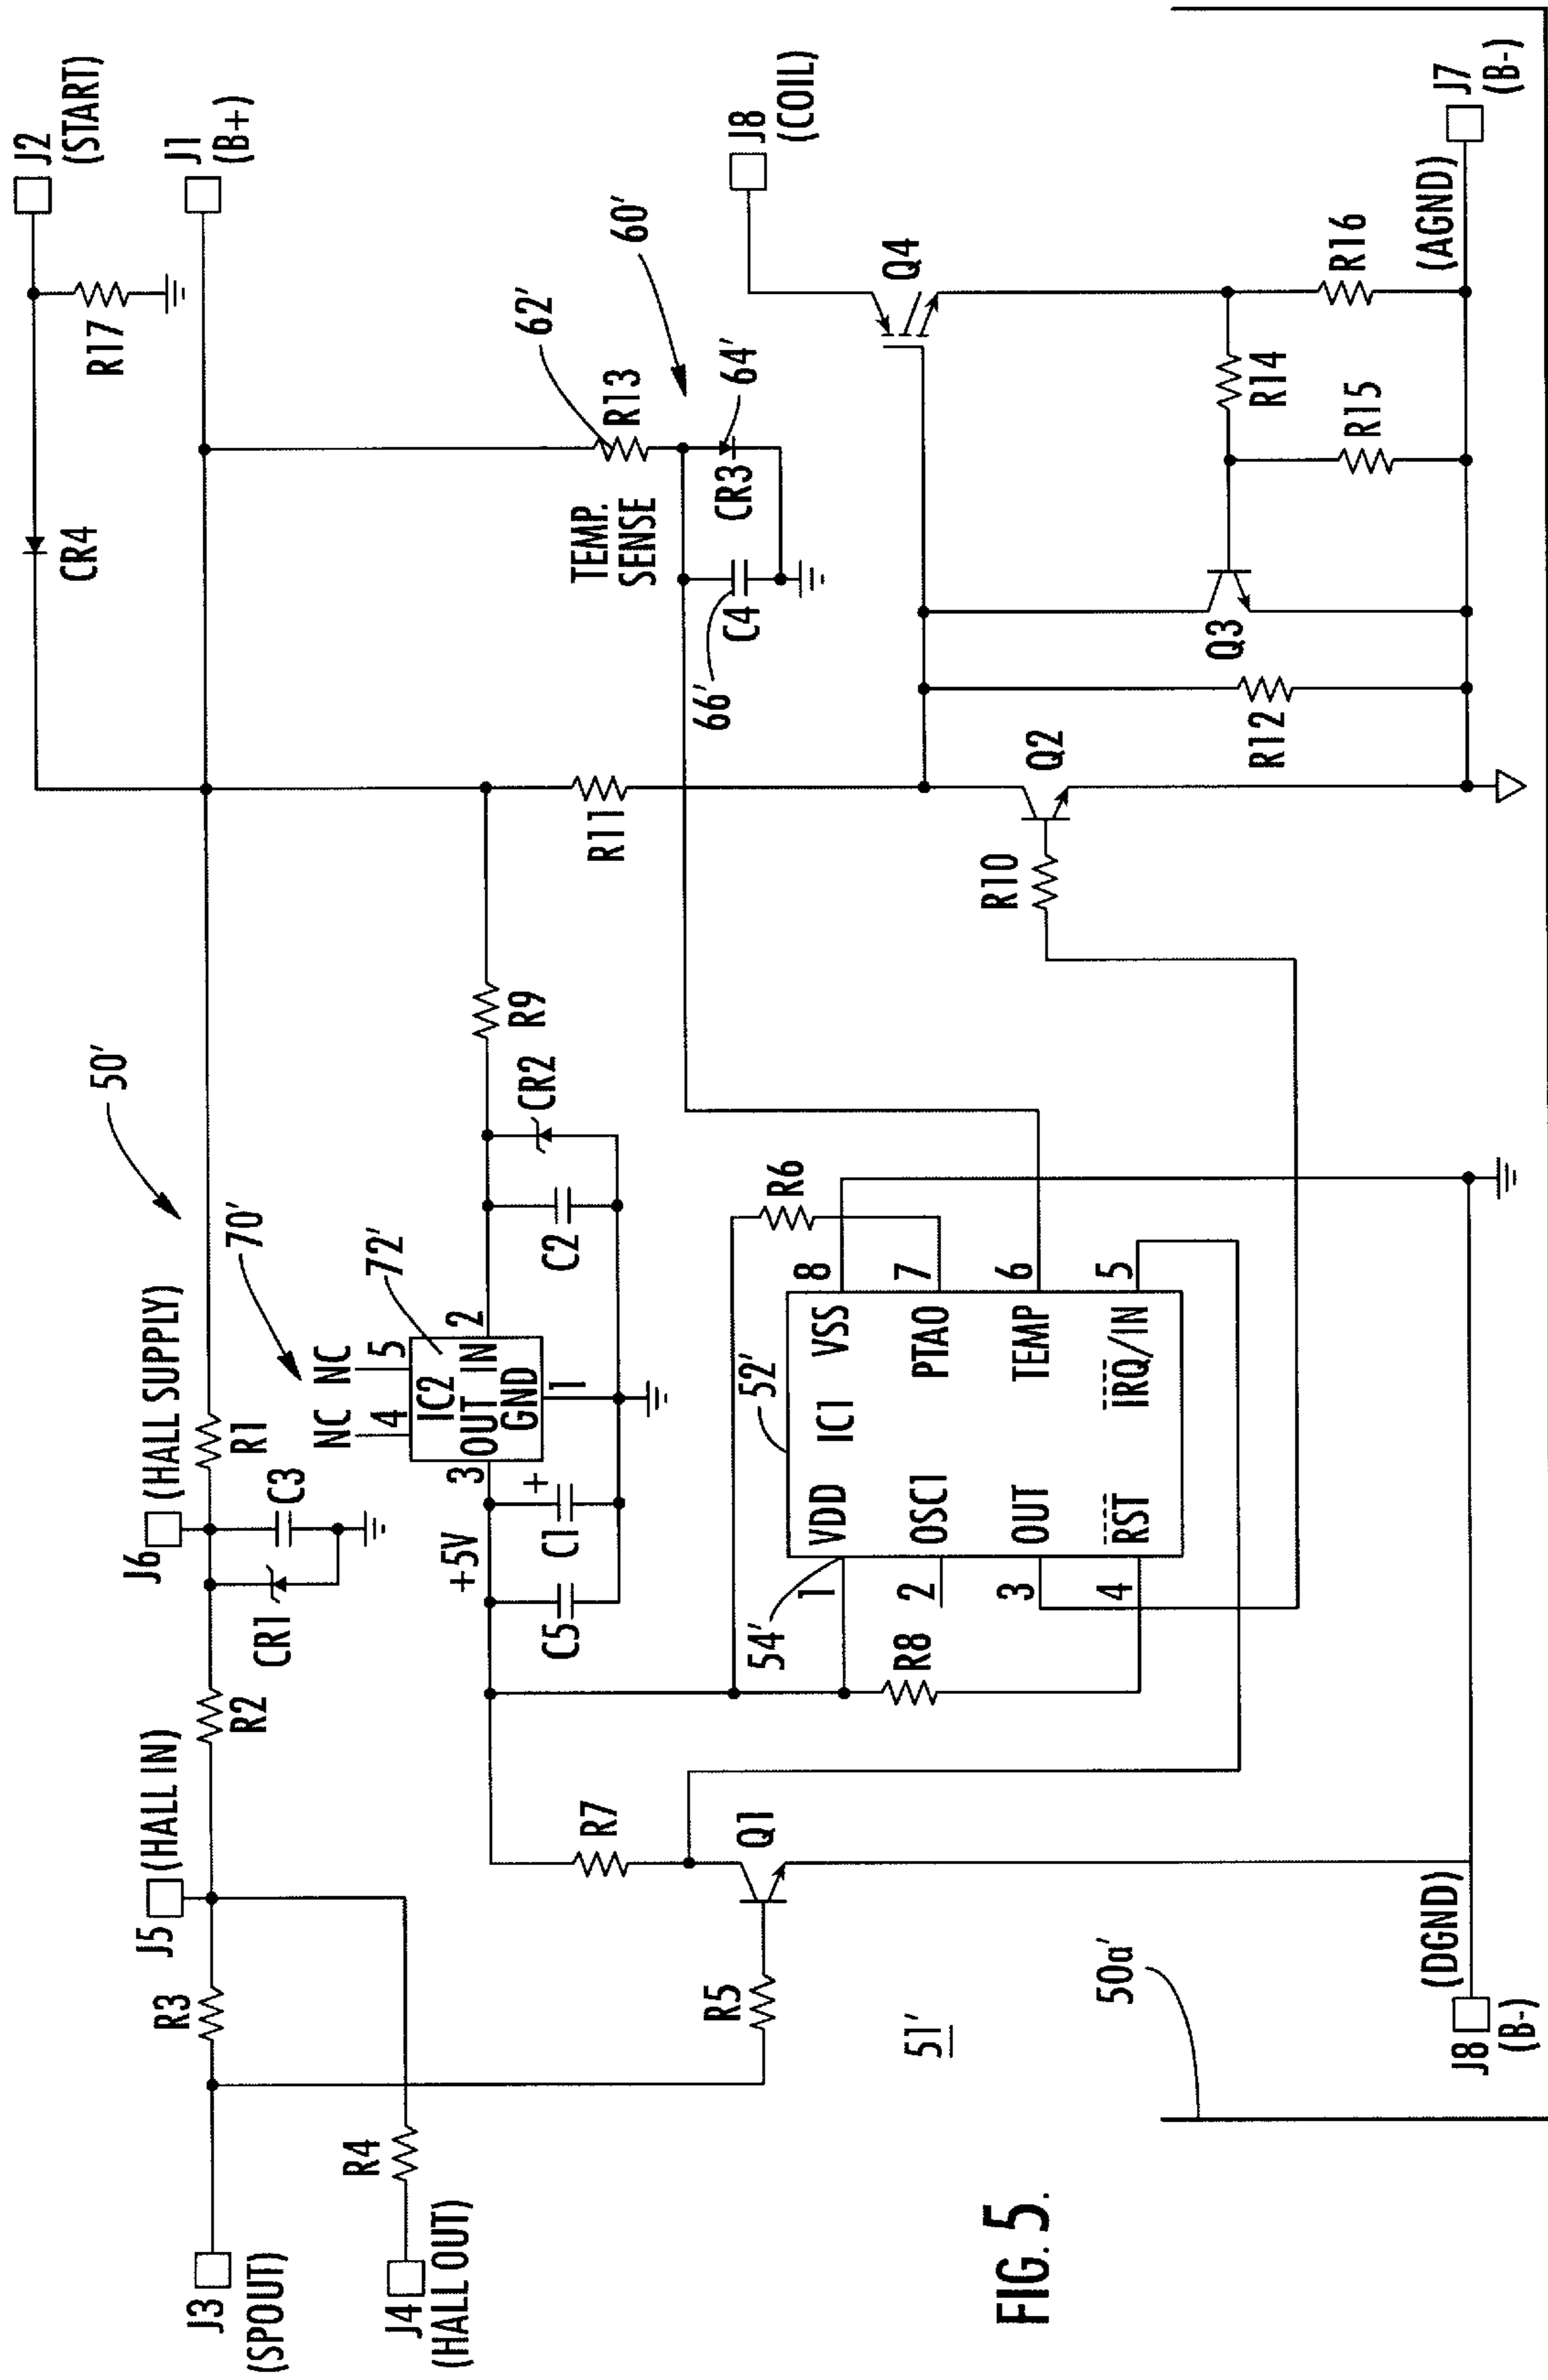 J2
(START)
J1
(B+)
R17
CR4
50′
J6
(HALL SUPPLY)
R1
C3
CR1
R2
J5
(HALL IN)
R3
J3
(SPOUT)
R4
J4
(HALL OUT)
70′
72′
NC
NC
4
5
IC2
OUT
IN
GND
3
2
1
+5V
+
C1
C5
C2
CR2
R9
R11
TEMP.
SENSE
62′
R13
60′
64′
CR3
C4
66′
J8
(COIL)
Q4
R7
Q1
R5
54′
52′
R6
R8
1
2
3
4
8
7
6
5
VDD
IC1
VSS
OSC1
PTA0
OUT
TEMP
RST
IRQ/IN
R10
Q2
R12
Q3
R14
R15
R16
(AGND)
J7
(B-)
51′
50a′
(DGND)
J8
(B-)
FIG. 5.